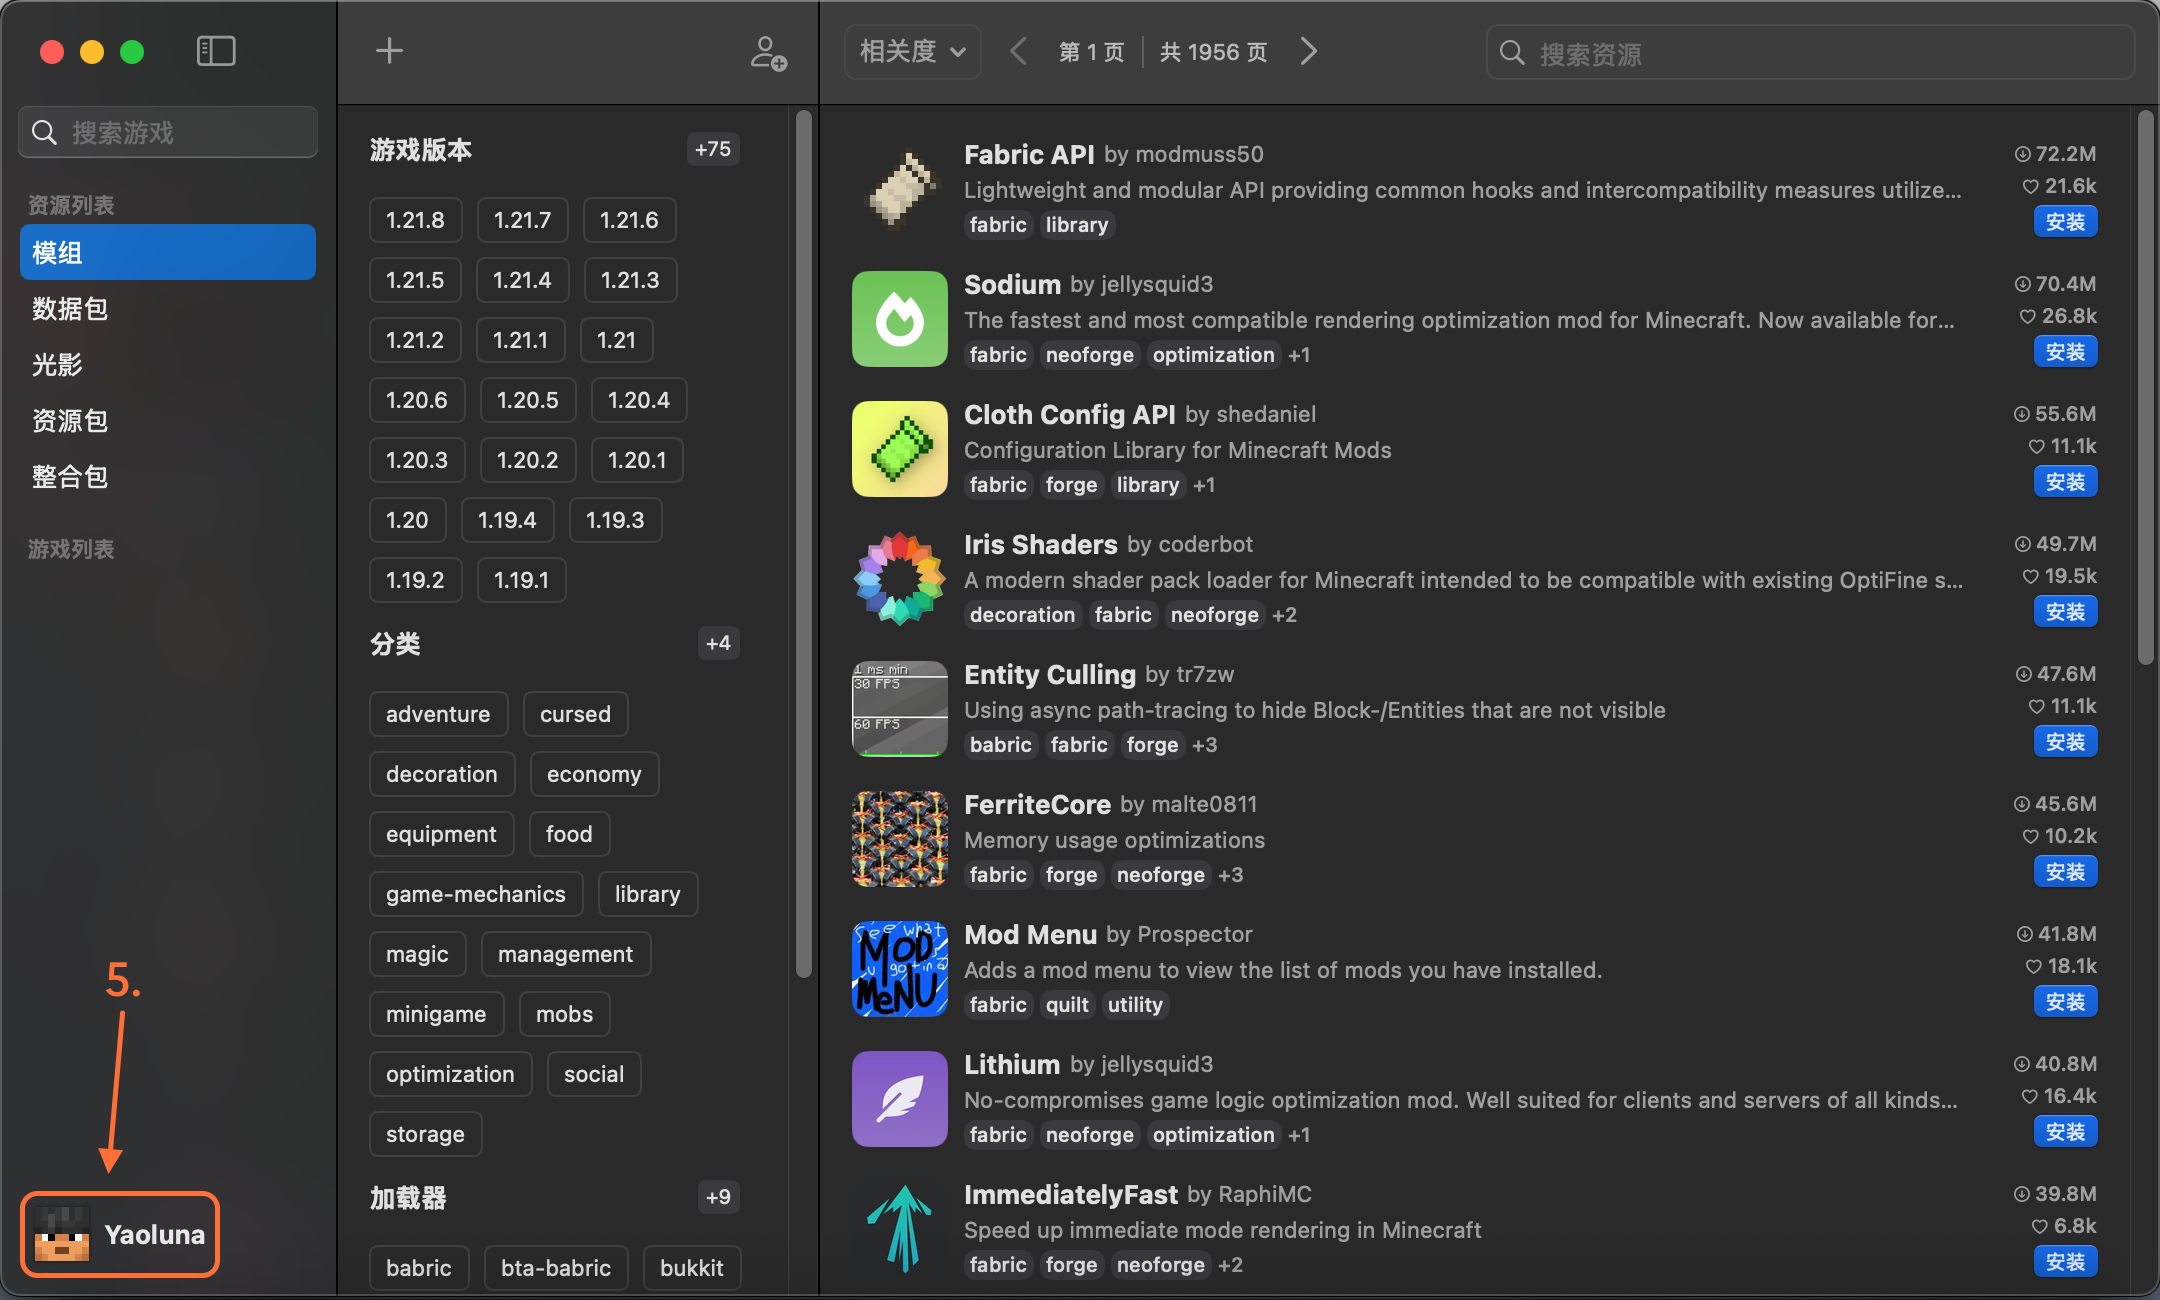 搜索游戏
资源列表
模组
数据包
光影
资源包
整合包
游戏列表
5.
Yaoluna
游戏版本 +75
1.21.8 1.21.7 1.21.6
1.21.5 1.21.4 1.21.3
1.21.2 1.21.1 1.21
1.20.6 1.20.5 1.20.4
1.20.3 1.20.2 1.20.1
1.20 1.19.4 1.19.3
1.19.2 1.19.1
分类 +4
adventure cursed
decoration economy
equipment food
game-mechanics library
magic management
minigame mobs
optimization social
storage
加载器 +9
babric bta-babric bukkit
相关度 第 1 页 共 1956 页 搜索资源
Fabric API by modmuss50 72.2M
Lightweight and modular API providing common hooks and intercompatibility measures utilize... 21.6k
fabric library 安装
Sodium by jellysquid3 70.4M
The fastest and most compatible rendering optimization mod for Minecraft. Now available for... 26.8k
fabric neoforge optimization +1 安装
Cloth Config API by shedaniel 55.6M
Configuration Library for Minecraft Mods 11.1k
fabric forge library +1 安装
Iris Shaders by coderbot 49.7M
A modern shader pack loader for Minecraft intended to be compatible with existing OptiFine s... 19.5k
decoration fabric neoforge +2 安装
1 ms min
30 FPS
60 FPS
Entity Culling by tr7zw 47.6M
Using async path-tracing to hide Block-/Entities that are not visible 11.1k
babric fabric forge +3 安装
FerriteCore by malte0811 45.6M
Memory usage optimizations 10.2k
fabric forge neoforge +3 安装
See what
MOD
u got in
MeNU
Mod Menu by Prospector 41.8M
Adds a mod menu to view the list of mods you have installed. 18.1k
fabric quilt utility 安装
Lithium by jellysquid3 40.8M
No-compromises game logic optimization mod. Well suited for clients and servers of all kinds... 16.4k
fabric neoforge optimization +1 安装
ImmediatelyFast by RaphiMC 39.8M
Speed up immediate mode rendering in Minecraft 6.8k
fabric forge neoforge +2 安装